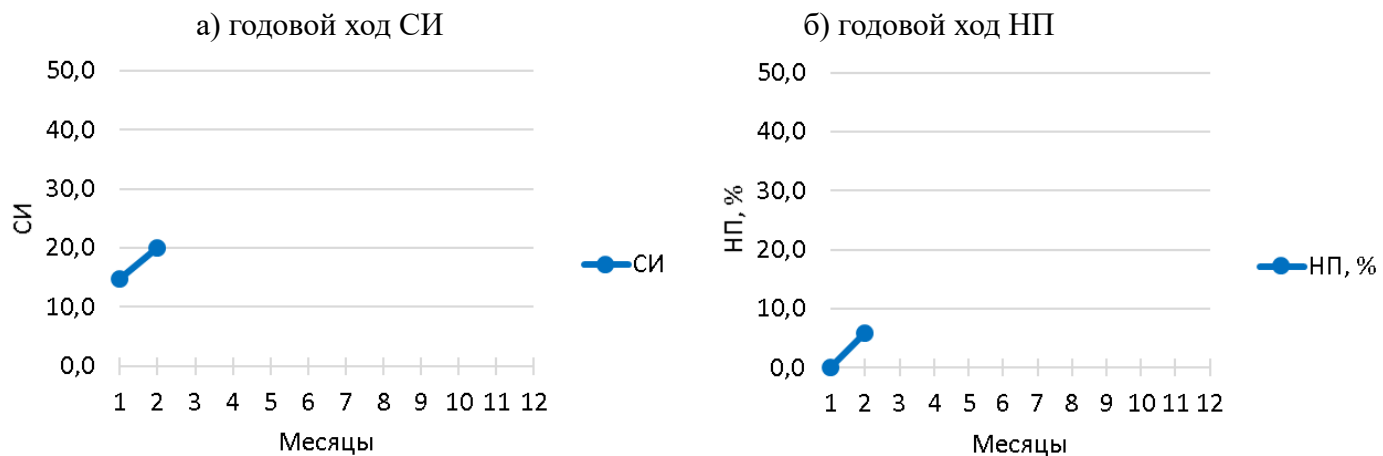 а) годовой ход СИ
50,0
40,0
30,0
20,0
10,0
0,0
СИ
1 2 3 4 5 6 7 8 9 10 11 12
Месяцы
СИ
б) годовой ход НП
50,0
40,0
30,0
20,0
10,0
0,0
НП, %
1 2 3 4 5 6 7 8 9 10 11 12
Месяцы
НП, %